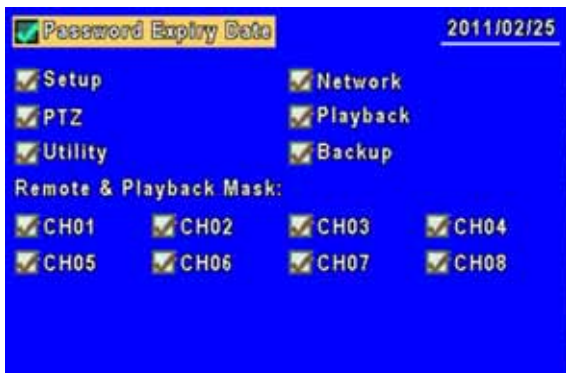 Password Expiry Date 2011/02/25
Setup Network
PTZ Playback
Utility Backup
Remote & Playback Mask:
CH01 CH02 CH03 CH04
CH05 CH06 CH07 CH08